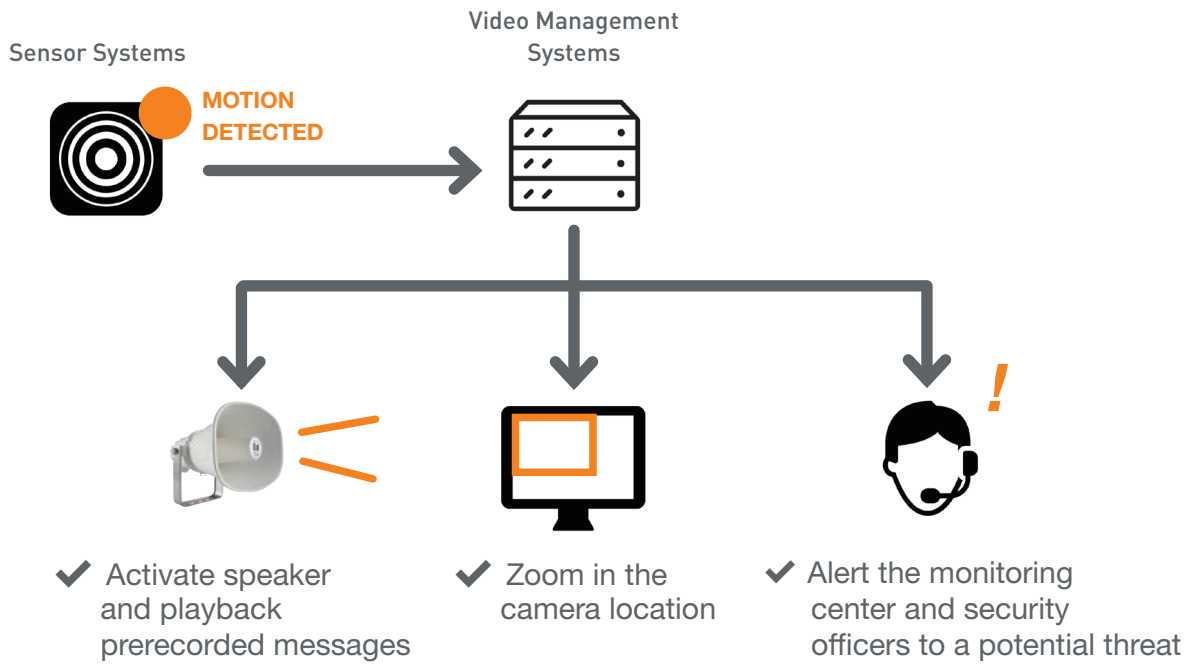 Video Management
Systems
Sensor Systems
MOTION
DETECTED
!
Activate speaker
and playback
prerecorded messages
Zoom in the
camera location
Alert the monitoring
center and security
officers to a potential threat